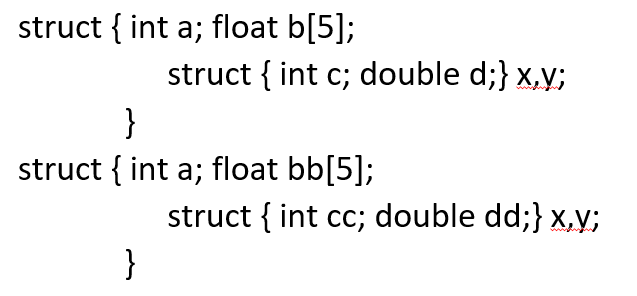 struct { int a; float b[5];
struct { int c; double d;} x,y;
}
struct { int a; float bb[5];
struct { int cc; double dd;} x,y;
}